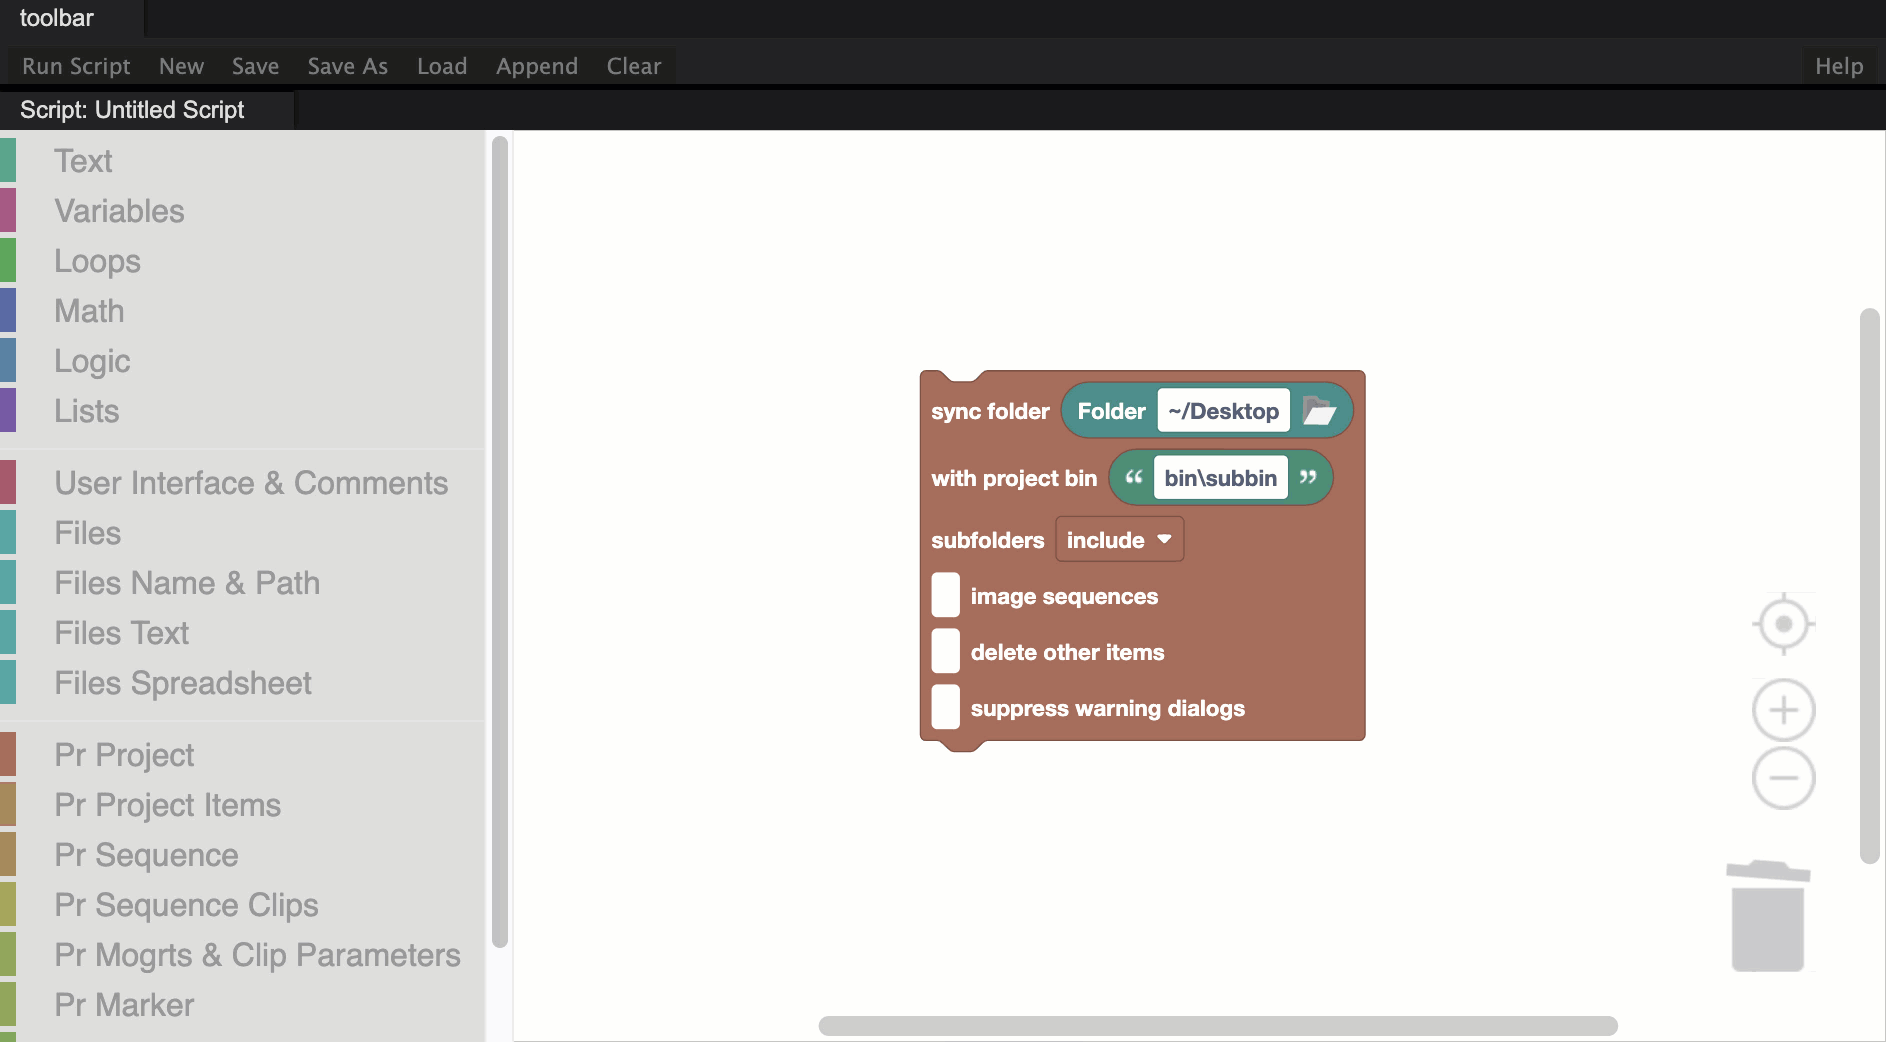 toolbar
Run Script New Save Save As Load Append Clear Help
Script: Untitled Script
Text
Variables
Loops
Math
Logic
Lists
User Interface & Comments
Files
Files Name & Path
Files Text
Files Spreadsheet
Pr Project
Pr Project Items
Pr Sequence
Pr Sequence Clips
Pr Mogrts & Clip Parameters
Pr Marker
sync folder Folder ~/Desktop
with project bin “ bin\subbin ”
subfolders include
image sequences
delete other items
suppress warning dialogs